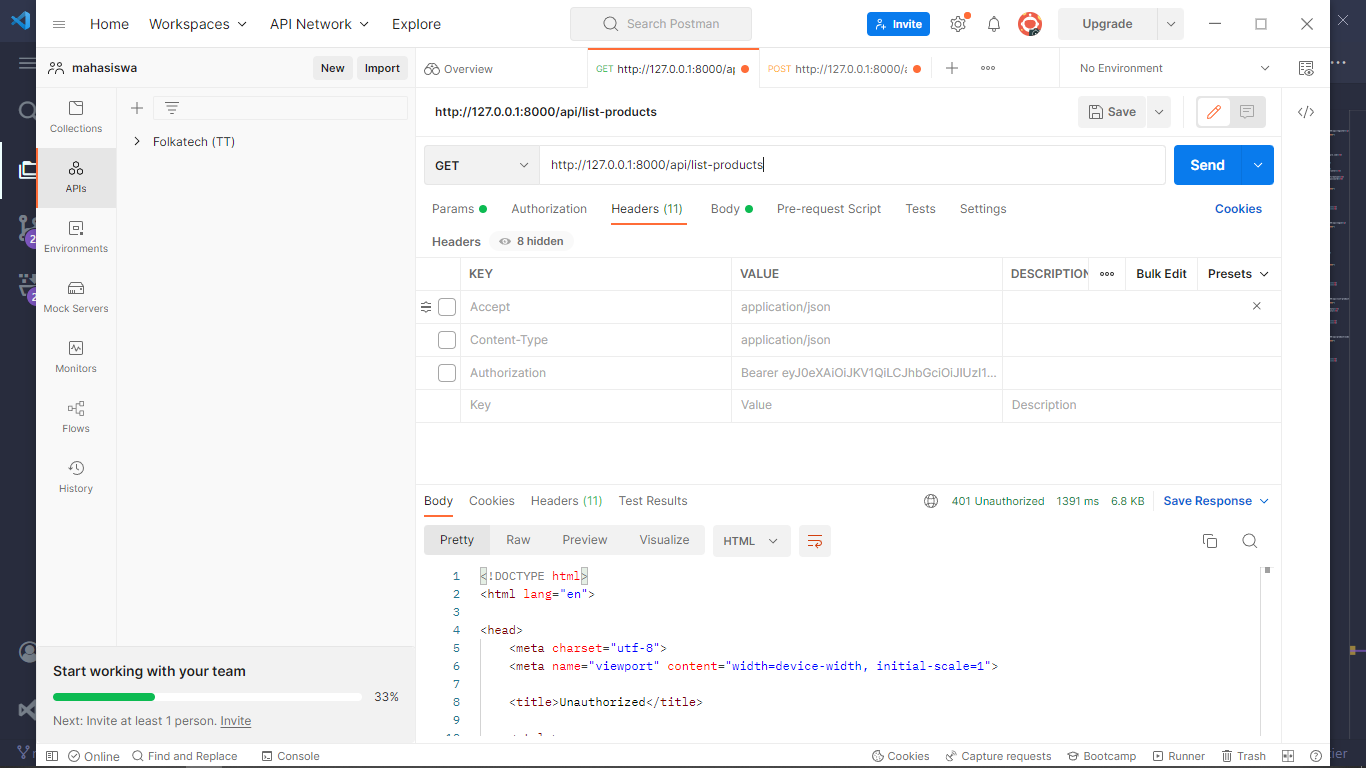 Home Workspaces API Network Explore Search Postman Invite Upgrade
mahasiswa New Import
Overview GET http://127.0.0.1:8000/ap POST http://127.0.0.1:8000/a No Environment
http://127.0.0.1:8000/api/list-products Save
Collections
Folkatech (TT)
APIs
Environments
Mock Servers
Monitors
Flows
History
GET http://127.0.0.1:8000/api/list-products Send
Params Authorization Headers (11) Body Pre-request Script Tests Settings Cookies
Headers 8 hidden
KEY VALUE DESCRIPTION Bulk Edit Presets
Accept application/json
Content-Type application/json
Authorization Bearer eyJ0eXAiOiJKV1QiLCJhbGciOiJIUzI1...
Key Value Description
Body Cookies Headers (11) Test Results 401 Unauthorized 1391 ms 6.8 KB Save Response
Pretty Raw Preview Visualize HTML
1 <!DOCTYPE html>
2 <html lang="en">
3
4 <head>
5 <meta charset="utf-8">
6 <meta name="viewport" content="width=device-width, initial-scale=1">
7
8 <title>Unauthorized</title>
9
Start working with your team
33%
Next: Invite at least 1 person. Invite
Online Find and Replace Console Cookies Capture requests Bootcamp Runner Trash